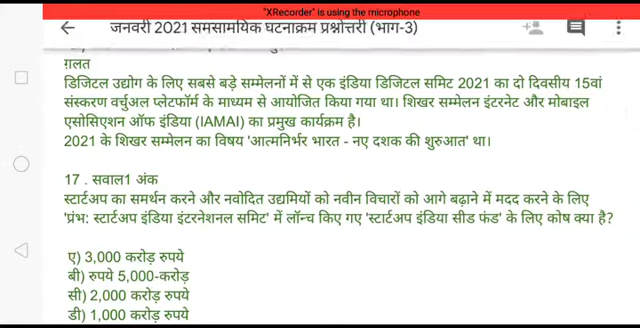 "XRecorder" is using the microphone
जनवरी 2021 समसामयिक घटनाक्रम प्रश्नोत्तरी (भाग-3)
ग़लत
डिजिटल उद्योग के लिए सबसे बड़े सम्मेलनों में से एक इंडिया डिजिटल समिट 2021 का दो दिवसीय 15वां
संस्करण वर्चुअल प्लेटफॉर्म के माध्यम से आयोजित किया गया था। शिखर सम्मेलन इंटरनेट और मोबाइल
एसोसिएशन ऑफ इंडिया (IAMAI) का प्रमुख कार्यक्रम है।
2021 के शिखर सम्मेलन का विषय 'आत्मनिर्भर भारत - नए दशक की शुरुआत' था।
17 . सवाल1 अंक
स्टार्टअप का समर्थन करने और नवोदित उद्यमियों को नवीन विचारों को आगे बढ़ाने में मदद करने के लिए
'प्रंभ: स्टार्टअप इंडिया इंटरनेशनल समिट' में लॉन्च किए गए 'स्टार्टअप इंडिया सीड फंड' के लिए कोष क्या है?
ए) 3,000 करोड़ रुपये
बी) रुपये 5,000-करोड़
सी) 2,000 करोड़ रुपये
डी) 1,000 करोड़ रुपये